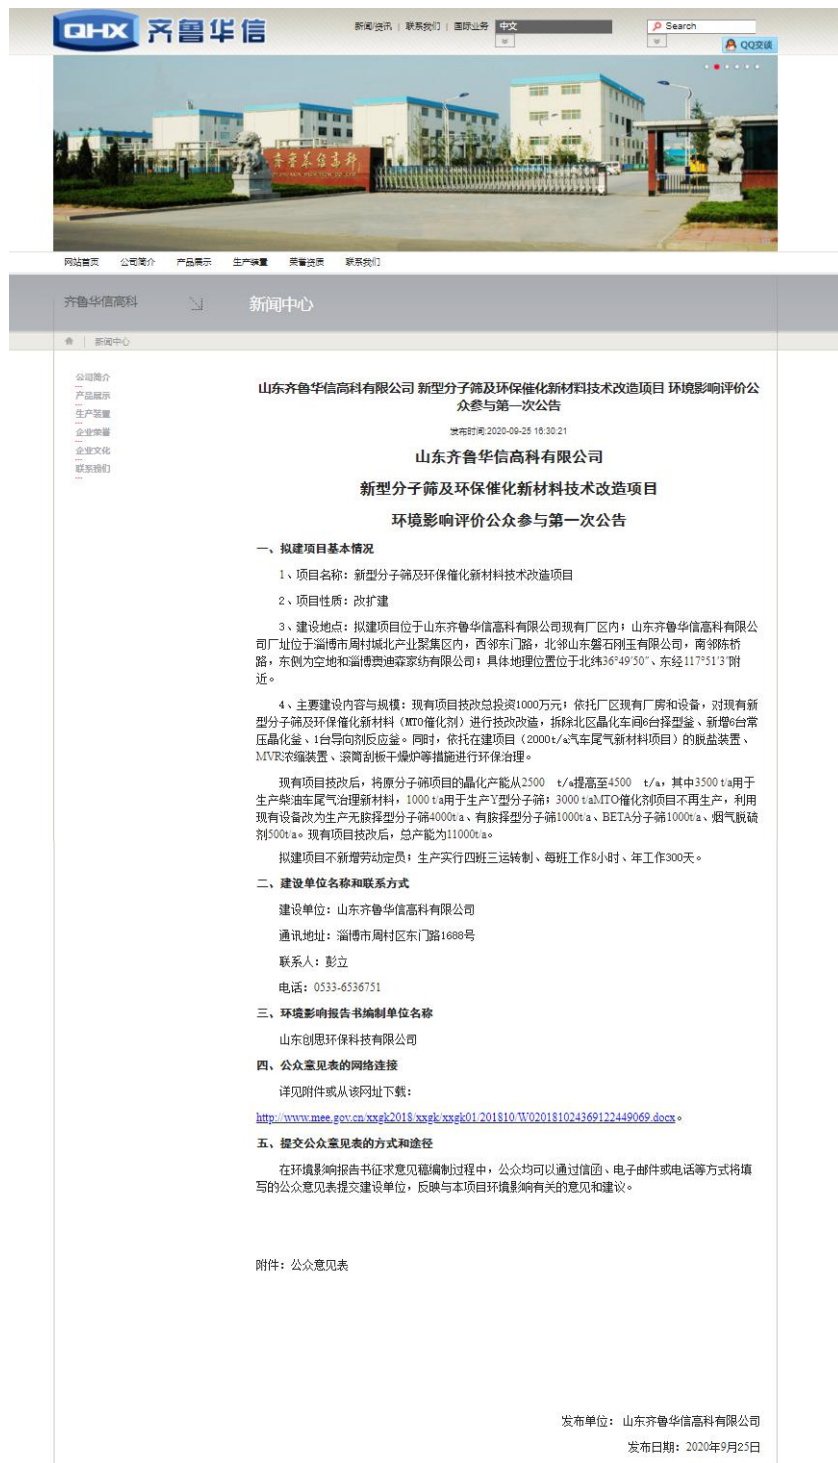 QHX 齐鲁华信
新闻/资讯 | 联系我们 | 国际业务
中文
Search
QQ交谈
齐鲁华信高科
网站首页 公司简介 产品展示 生产装置 荣誉资质 联系我们
齐鲁华信高科
新闻中心
新闻中心
公司简介
产品展示
生产装置
企业荣誉
企业文化
联系我们
山东齐鲁华信高科有限公司 新型分子筛及环保催化新材料技术改造项目 环境影响评价公
众参与第一次公告
发布时间:2020-09-25 16:30:21
山东齐鲁华信高科有限公司
新型分子筛及环保催化新材料技术改造项目
环境影响评价公众参与第一次公告
一、拟建项目基本情况
1、项目名称：新型分子筛及环保催化新材料技术改造项目
2、项目性质：改扩建
3、建设地点：拟建项目位于山东齐鲁华信高科有限公司现有厂区内；山东齐鲁华信高科有限公
司厂址位于淄博市周村城北产业聚集区内，西邻东门路，北邻山东磐石刚玉有限公司，南邻陈桥
路，东侧为空地和淄博奥迪森家纺有限公司；具体地理位置位于北纬36°49′50″、东经117°51′3″附
近。
4、主要建设内容与规模：现有项目技改总投资1000万元；依托厂区现有厂房和设备，对现有新
型分子筛及环保催化新材料（MTO催化剂）进行技改改造，拆除北区晶化车间6台择型釜、新增6台常
压晶化釜、1台导向剂反应釜。同时，依托在建项目（2000t/a汽车尾气新材料项目）的脱盐装置、
MVR浓缩装置、滚筒刮板干燥炉等措施进行环保治理。
现有项目技改后，将原分子筛项目的晶化产能从2500 t/a提高至4500 t/a，其中3500 t/a用于
生产柴油车尾气治理新材料，1000 t/a用于生产Y型分子筛；3000 t/aMTO催化剂项目不再生产，利用
现有设备改为生产无胺择型分子筛4000t/a、有胺择型分子筛1000t/a、BETA分子筛1000t/a、烟气脱硫
剂500t/a。现有项目技改后，总产能为11000t/a。
拟建项目不新增劳动定员；生产实行四班三运转制、每班工作8小时、年工作300天。
二、建设单位名称和联系方式
建设单位：山东齐鲁华信高科有限公司
通讯地址：淄博市周村区东门路1688号
联系人：彭立
电话：0533-6536751
三、环境影响报告书编制单位名称
山东创思环保科技有限公司
四、公众意见表的网络连接
详见附件或从该网址下载：
http://www.mee.gov.cn/xxgk2018/xxgk/xxgk01/201810/W020181024369122449069.docx。
五、提交公众意见表的方式和途径
在环境影响报告书征求意见稿编制过程中，公众均可以通过信函、电子邮件或电话等方式将填
写的公众意见表提交建设单位，反映与本项目环境影响有关的意见和建议。
附件：公众意见表
发布单位： 山东齐鲁华信高科有限公司
发布日期：2020年9月25日